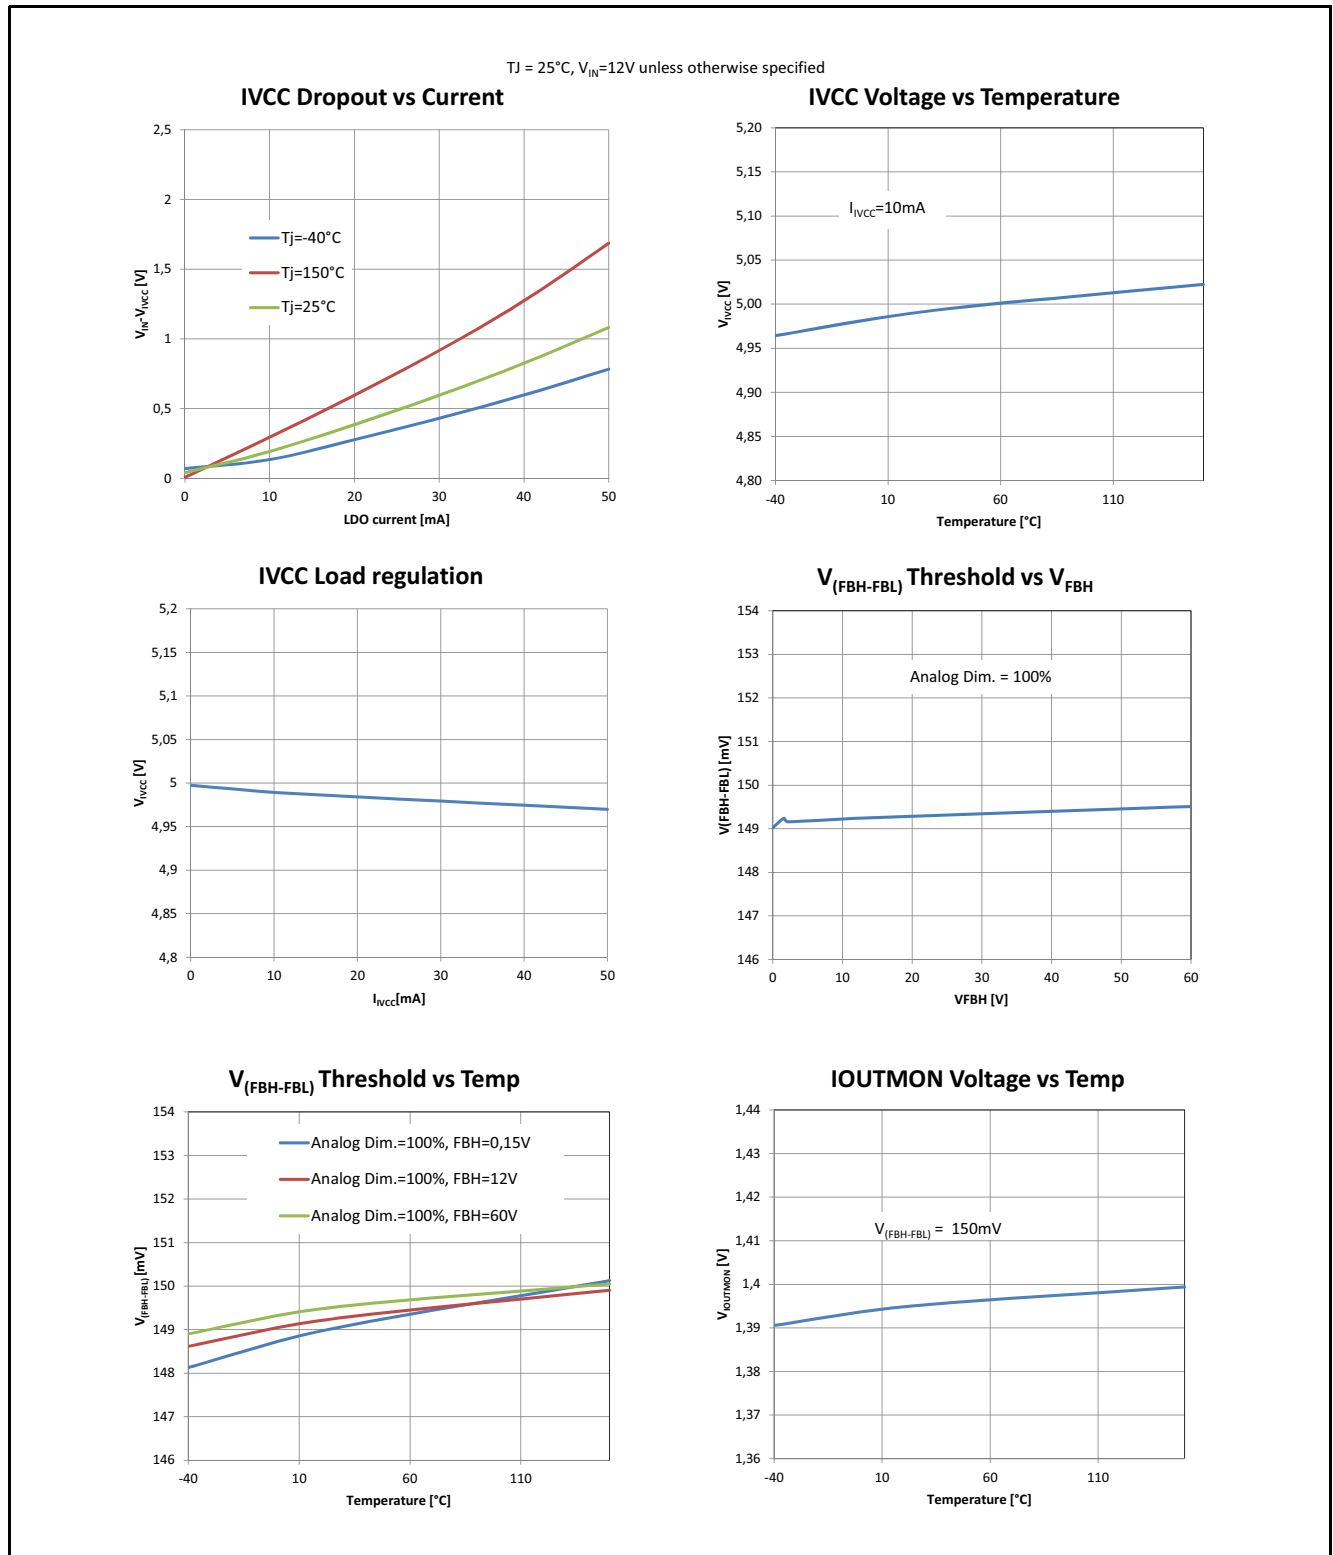 TJ = 25°C, VIN=12V unless otherwise specified
IVCC Dropout vs Current
2,5
2
1,5
1
0,5
0
VIN-VIVCC [V]
Tj=-40°C
Tj=150°C
Tj=25°C
0 10 20 30 40 50
LDO current [mA]
IVCC Voltage vs Temperature
5,20
5,15
5,10
5,05
5,00
4,95
4,90
4,85
4,80
VIVCC [V]
IIVCC=10mA
-40 10 60 110
Temperature [°C]
IVCC Load regulation
5,2
5,15
5,1
5,05
5
4,95
4,9
4,85
4,8
VIVCC [V]
0 10 20 30 40 50
IIVCC[mA]
V(FBH-FBL) Threshold vs VFBH
154
153
152
151
150
149
148
147
146
V(FBH-FBL) [mV]
Analog Dim. = 100%
0 10 20 30 40 50 60
VFBH [V]
V(FBH-FBL) Threshold vs Temp
154
153
152
151
150
149
148
147
146
V(FBH-FBL) [mV]
Analog Dim.=100%, FBH=0,15V
Analog Dim.=100%, FBH=12V
Analog Dim.=100%, FBH=60V
-40 10 60 110
Temperature [°C]
IOUTMON Voltage vs Temp
1,44
1,43
1,42
1,41
1,4
1,39
1,38
1,37
1,36
VIOUTMON [V]
V(FBH-FBL) = 150mV
-40 10 60 110
Temperature [°C]